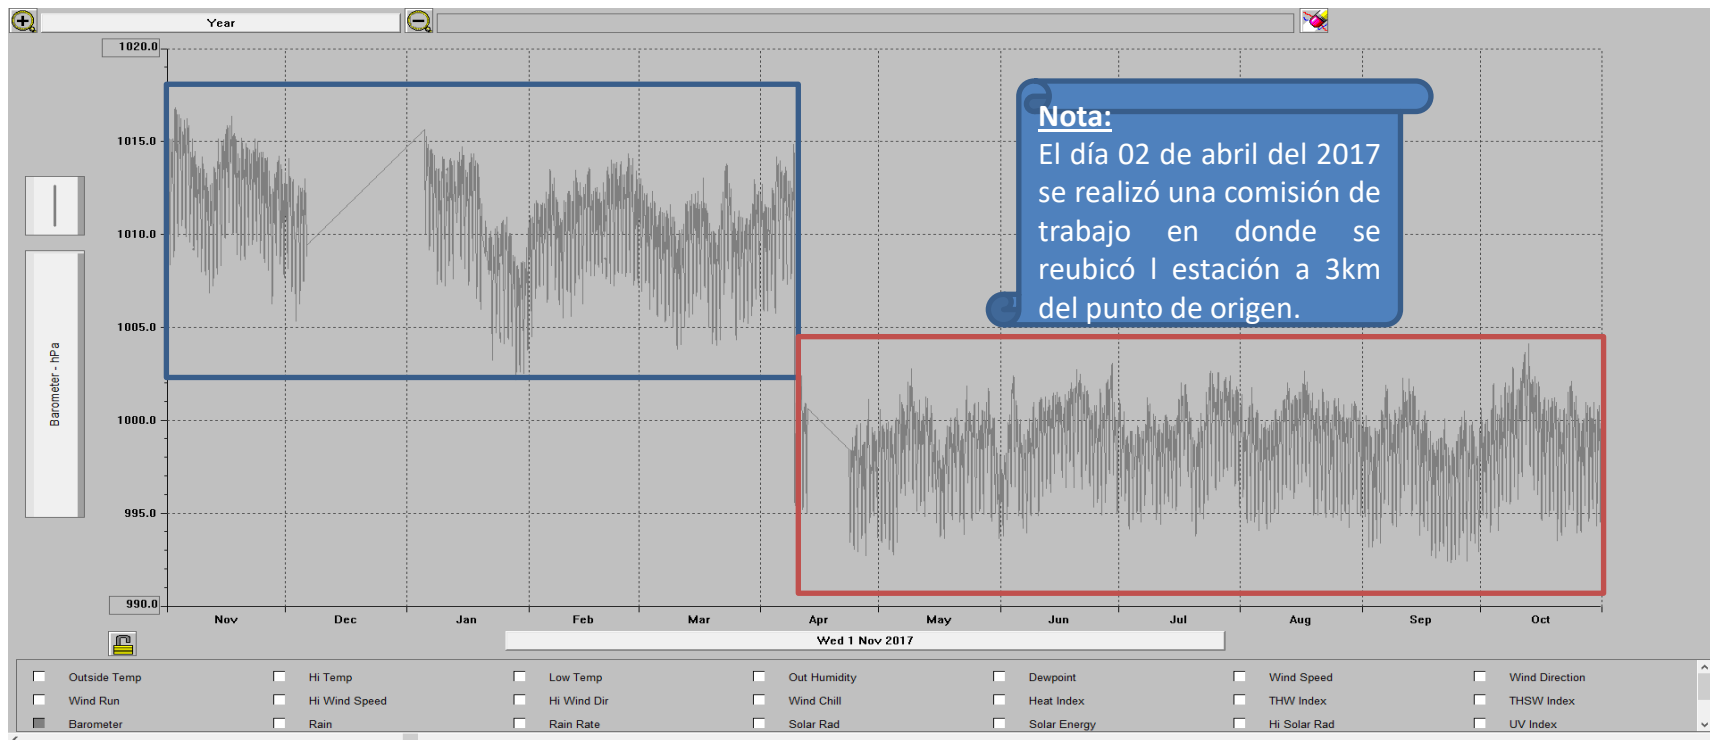 Year
1020.0
1015.0
1010.0
1005.0
1000.0
995.0
990.0
Barometer - hPa
Nota:
El día 02 de abril del 2017
se realizó una comisión de
trabajo en donde se
reubicó l estación a 3km
del punto de origen.
Nov Dec Jan Feb Mar Apr May Jun Jul Aug Sep Oct
Wed 1 Nov 2017
Outside Temp Hi Temp Low Temp Out Humidity Dewpoint Wind Speed Wind Direction
Wind Run Hi Wind Speed Hi Wind Dir Wind Chill Heat Index THW Index THSW Index
Barometer Rain Rain Rate Solar Rad Solar Energy Hi Solar Rad UV Index